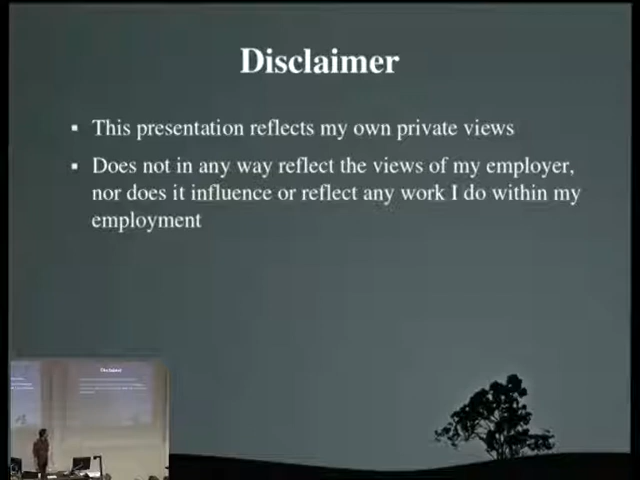 Disclaimer
▪ This presentation reflects my own private views
▪ Does not in any way reflect the views of my employer,
nor does it influence or reflect any work I do within my
employment
Disclaimer